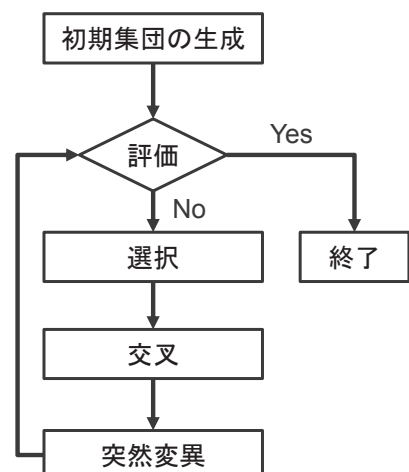 初期集団の生成
評価
Yes
No
選択
終了
交叉
突然変異